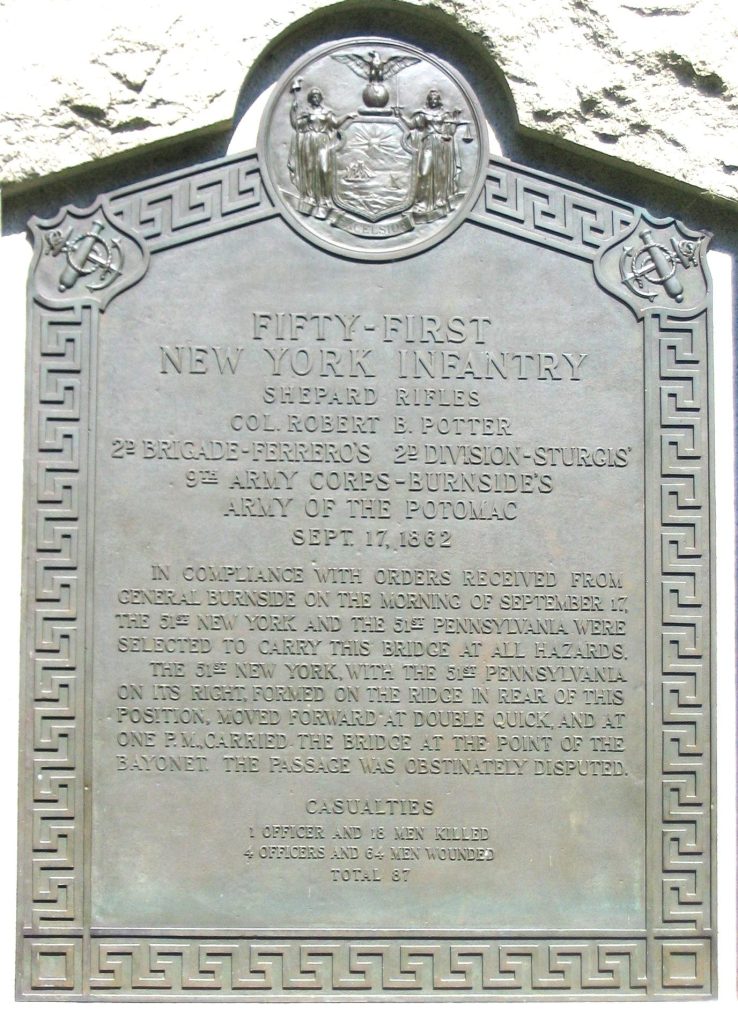 EXCELSIOR
FIFTY-FIRST
NEW YORK INFANTRY
SHEPARD RIFLES
COL. ROBERT B. POTTER
2D BRIGADE-FERRERO'S 2D DIVISION-STURGIS'
9TH ARMY CORPS-BURNSIDE'S
ARMY OF THE POTOMAC
SEPT. 17, 1862
IN COMPLIANCE WITH ORDERS RECEIVED FROM
GENERAL BURNSIDE ON THE MORNING OF SEPTEMBER 17,
THE 51ST NEW YORK AND THE 51ST PENNSYLVANIA WERE
SELECTED TO CARRY THIS BRIDGE AT ALL HAZARDS.
THE 51ST NEW YORK, WITH THE 51ST PENNSYLVANIA
ON ITS RIGHT, FORMED ON THE RIDGE IN REAR OF THIS
POSITION, MOVED FORWARD AT DOUBLE QUICK, AND AT
ONE P.M., CARRIED THE BRIDGE AT THE POINT OF THE
BAYONET. THE PASSAGE WAS OBSTINATELY DISPUTED.
CASUALTIES
1 OFFICER AND 18 MEN KILLED
4 OFFICERS AND 64 MEN WOUNDED
TOTAL 87